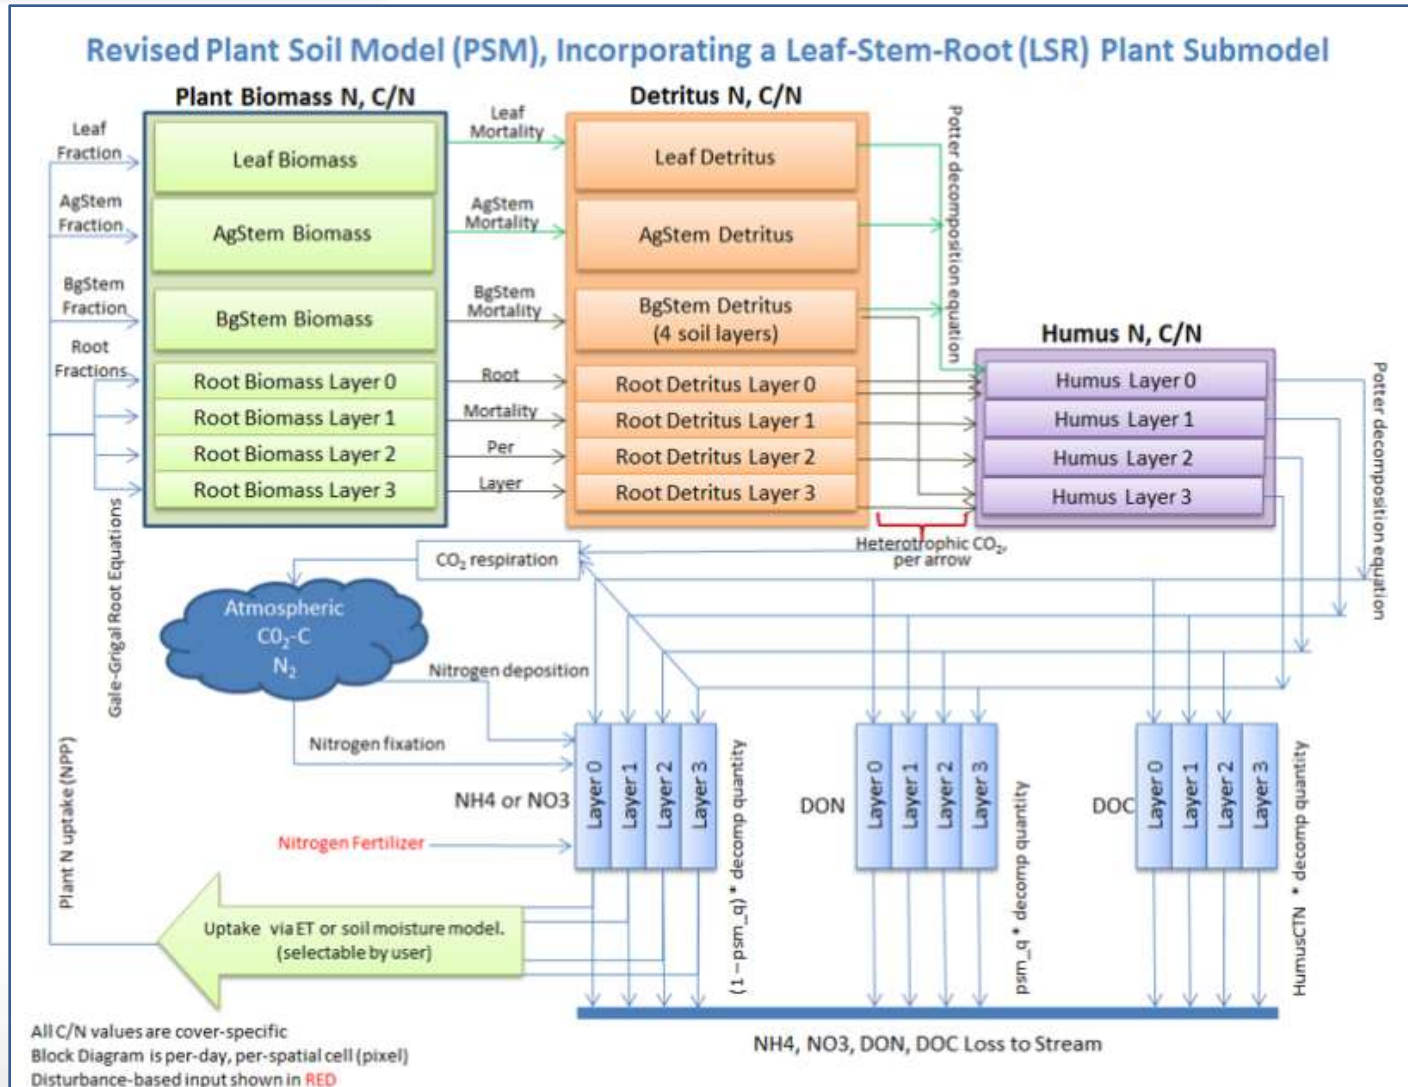 Revised Plant Soil Model (PSM), Incorporating a Leaf-Stem-Root (LSR) Plant Submodel
Plant Biomass N, C/N
Detritus N, C/N
Leaf
Fraction
Leaf Biomass
Leaf
Mortality
Leaf Detritus
Potter decomposition equation
AgStem
Fraction
AgStem Biomass
AgStem
Mortality
AgStem Detritus
BgStem
Fraction
BgStem Biomass
BgStem
Mortality
BgStem Detritus
(4 soil layers)
Humus N, C/N
Root
Fractions
Root Biomass Layer 0
Root Biomass Layer 1
Root Biomass Layer 2
Root Biomass Layer 3
Root
Mortality
Per
Layer
Root Detritus Layer 0
Root Detritus Layer 1
Root Detritus Layer 2
Root Detritus Layer 3
Humus Layer 0
Humus Layer 1
Humus Layer 2
Humus Layer 3
Potter decomposition equation
Heterotrophic CO₂,
per arrow
CO₂ respiration
Gale-Grigal Root Equations
Atmospheric
C0₂-C
N₂
Nitrogen deposition
Nitrogen fixation
NH4 or NO3
Layer 0
Layer 1
Layer 2
Layer 3
(1 – psm_q) * decomp quantity
DON
Layer 0
Layer 1
Layer 2
Layer 3
psm_q * decomp quantity
DOC
Layer 0
Layer 1
Layer 2
Layer 3
HumusCTN * decomp quantity
Nitrogen Fertilizer
Plant N uptake (NPP)
Uptake via ET or soil moisture model.
(selectable by user)
NH4, NO3, DON, DOC Loss to Stream
All C/N values are cover-specific
Block Diagram is per-day, per-spatial cell (pixel)
Disturbance-based input shown in RED